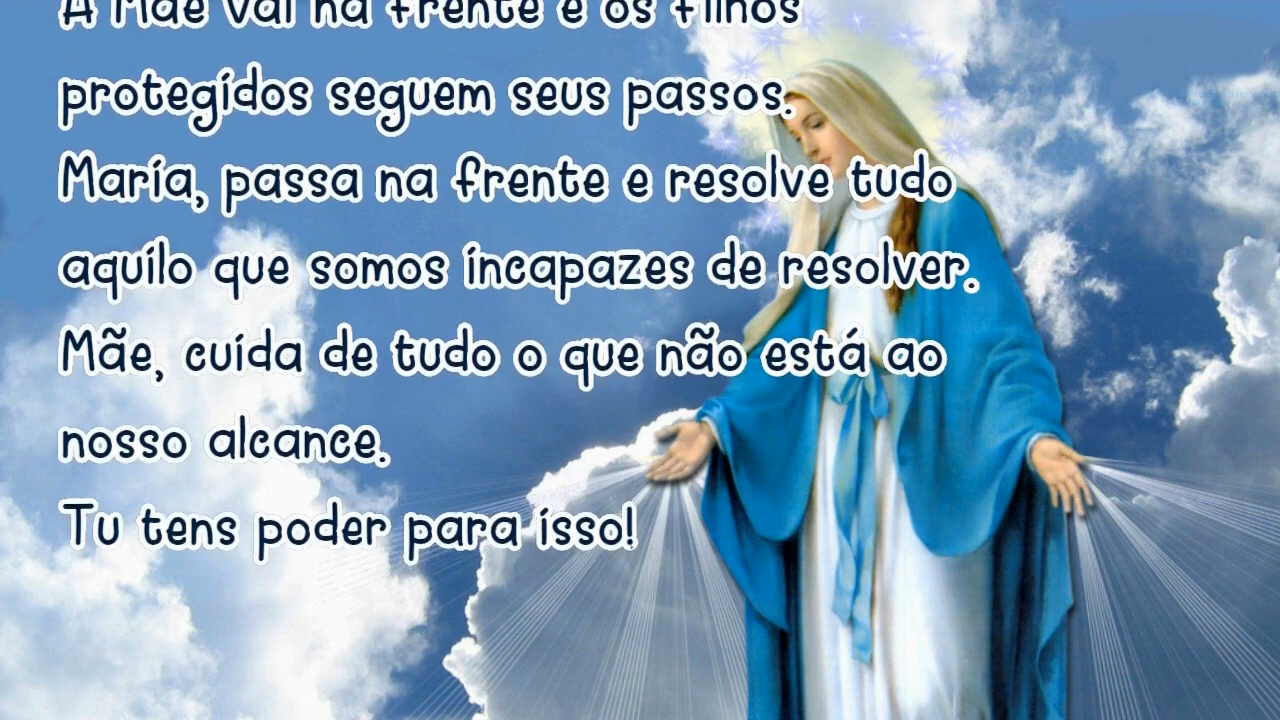 A Mãe vai na frente e os filhos
protegidos seguem seus passos.
Maria, passa na frente e resolve tudo
aquilo que somos incapazes de resolver.
Mãe, cuida de tudo o que não está ao
nosso alcance.
Tu tens poder para isso!